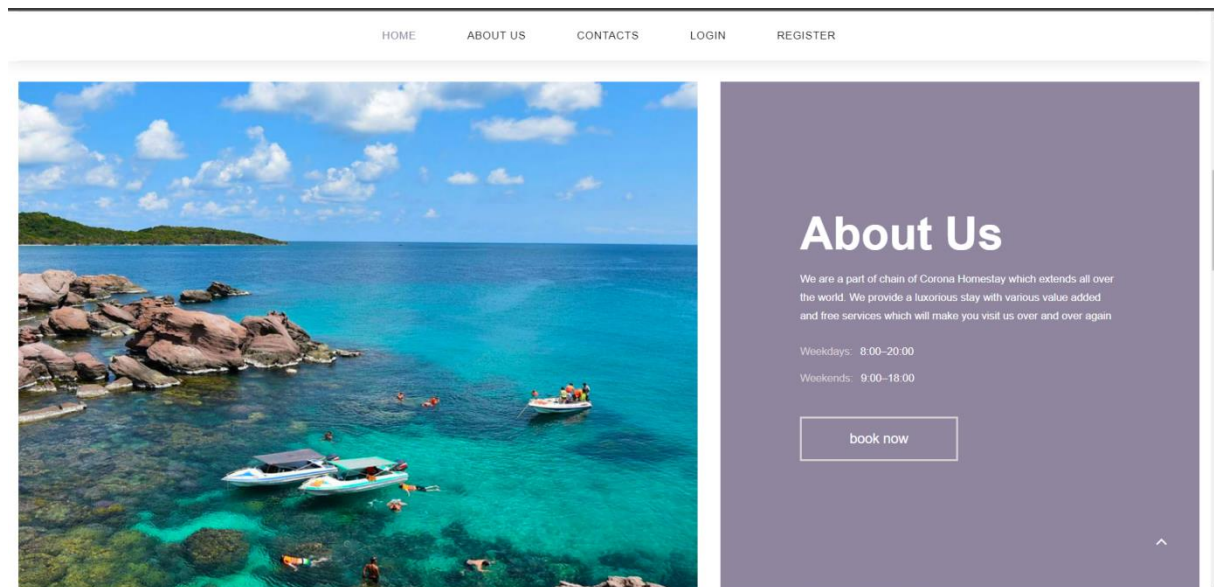 HOME ABOUT US CONTACTS LOGIN REGISTER
About Us
We are a part of chain of Corona Homestay which extends all over
the world. We provide a luxorious stay with various value added
and free services which will make you visit us over and over again
Weekdays: 8:00–20:00
Weekends: 9:00–18:00
book now